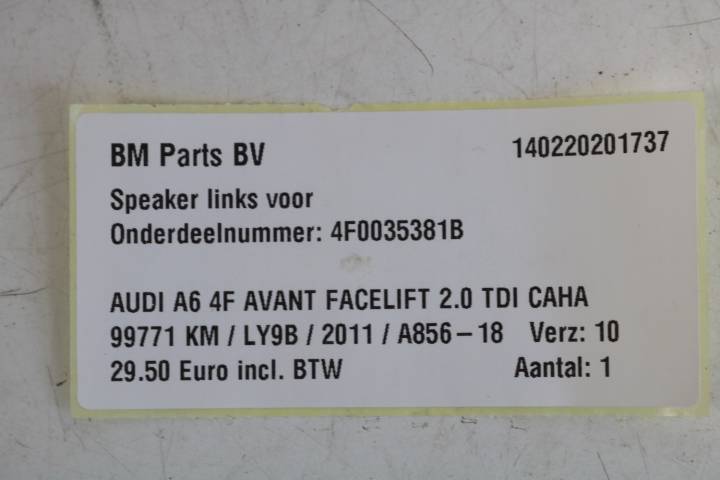 BM Parts BV 140220201737
Speaker links voor
Onderdeelnummer: 4F0035381B
AUDI A6 4F AVANT FACELIFT 2.0 TDI CAHA
99771 KM / LY9B / 2011 / A856-18 Verz: 10
29.50 Euro incl. BTW Aantal: 1